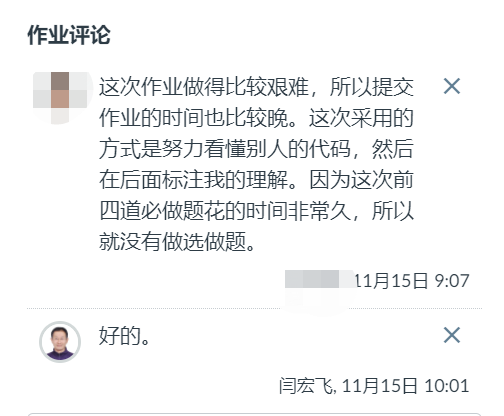 作业评论
这次作业做得比较艰难，所以提交
作业的时间也比较晚。这次采用的
方式是努力看懂别人的代码，然后
在后面标注我的理解。因为这次前
四道必做题花的时间非常久，所以
就没有做选做题。
11月15日 9:07
好的。
闫宏飞, 11月15日 10:01